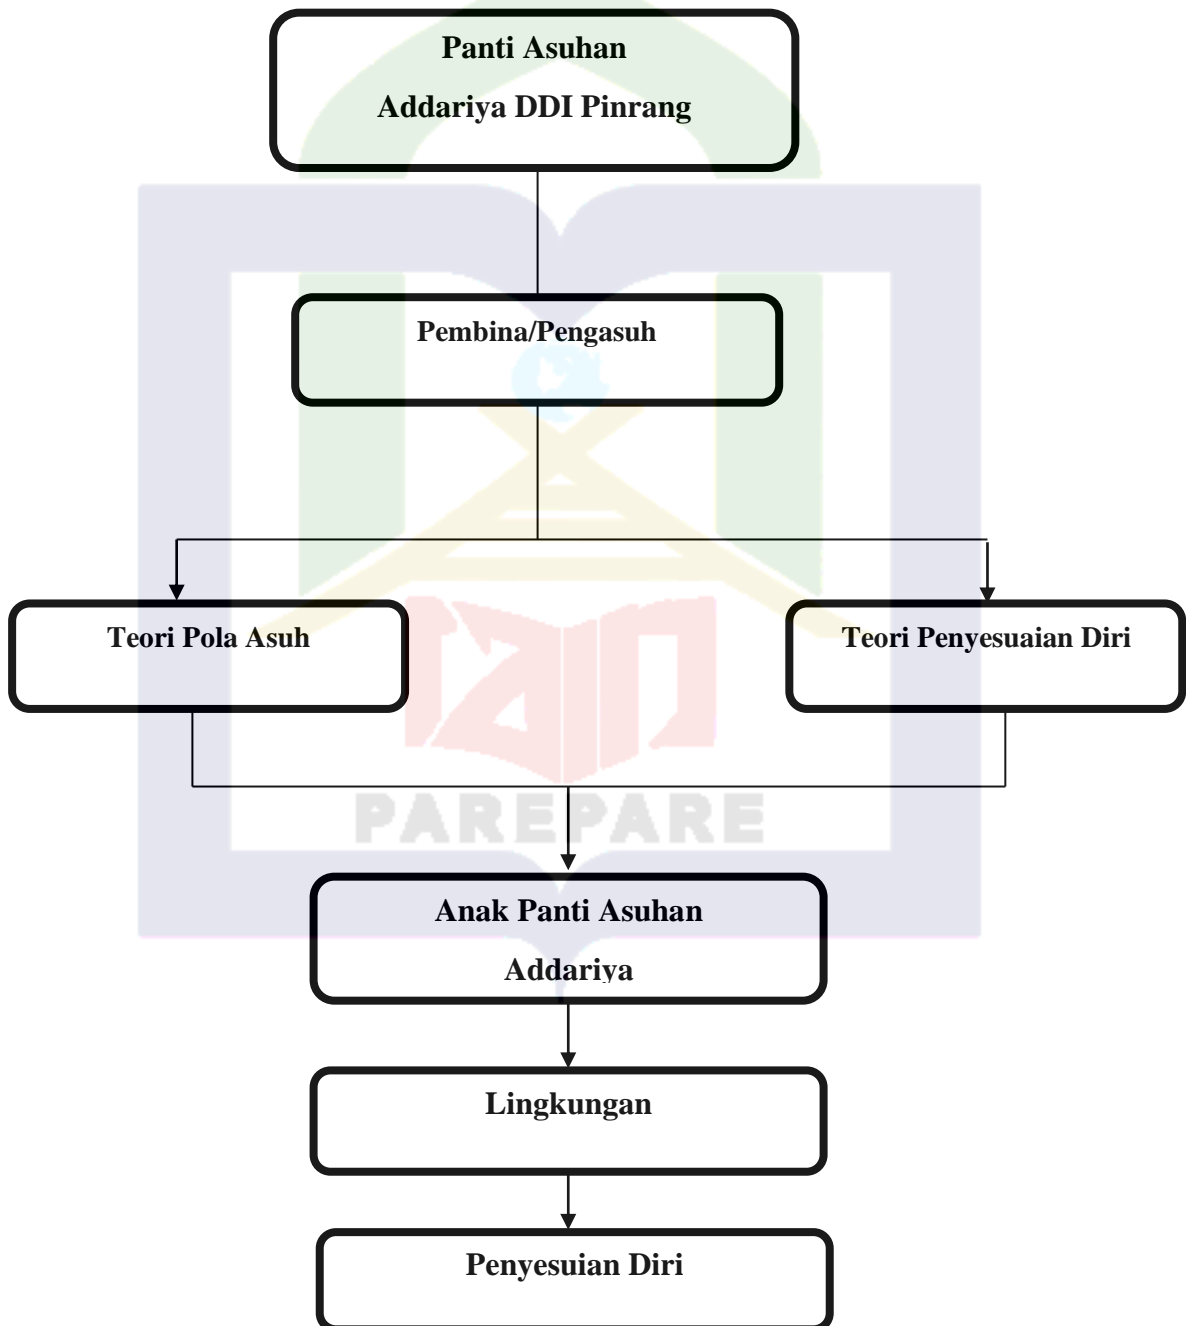 Panti Asuhan
Addariya DDI Pinrang
Pembina/Pengasuh
Teori Pola Asuh
Teori Penyesuaian Diri
PAREPARE
Anak Panti Asuhan
Addariya
Lingkungan
Penyesuian Diri